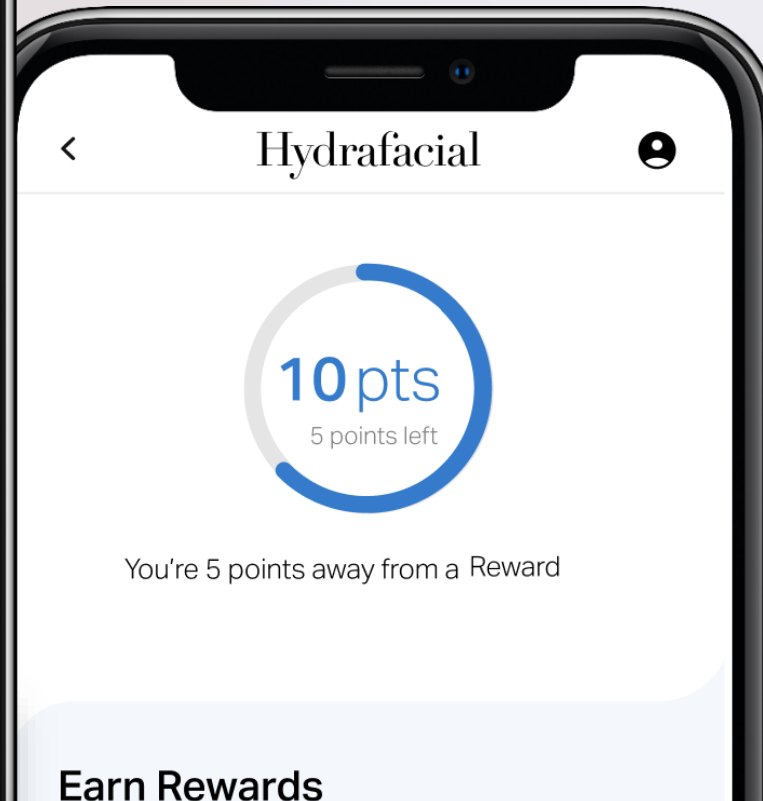 Hydrafacial
10 pts
5 points left
You're 5 points away from a Reward
Earn Rewards